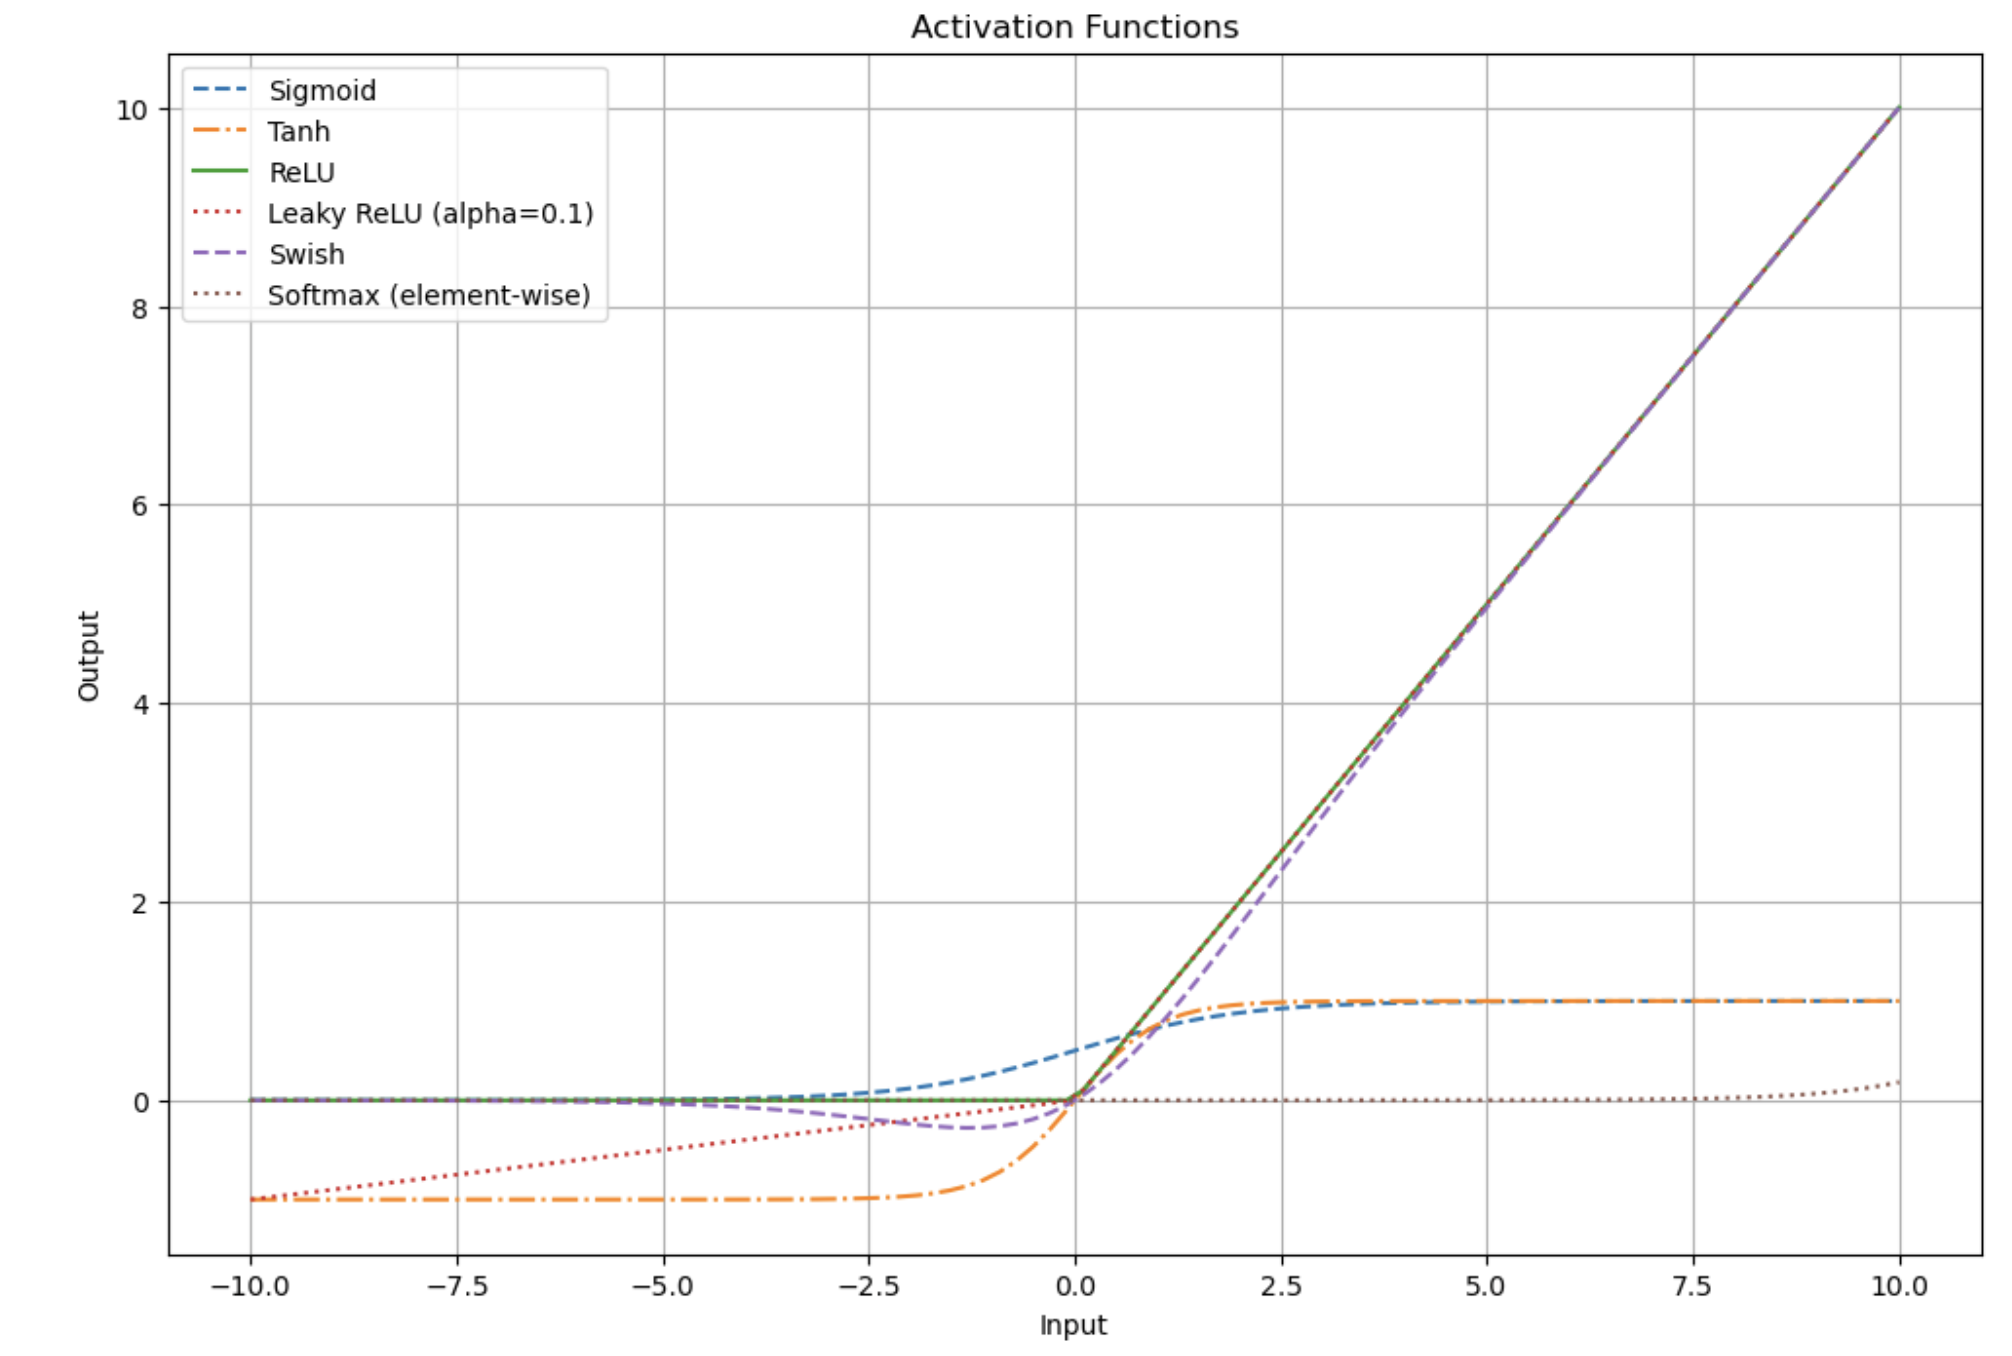 Activation Functions
Sigmoid
Tanh
ReLU
Leaky ReLU (alpha=0.1)
Swish
Softmax (element-wise)
10
8
6
4
2
0
Output
−10.0 −7.5 −5.0 −2.5 0.0 2.5 5.0 7.5 10.0
Input